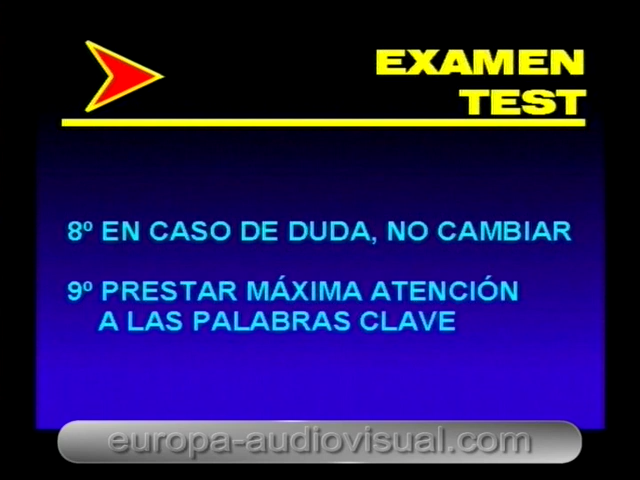 EXAMEN
TEST
8º EN CASO DE DUDA, NO CAMBIAR
9º PRESTAR MÁXIMA ATENCIÓN
A LAS PALABRAS CLAVE
europa-audiovisual.com